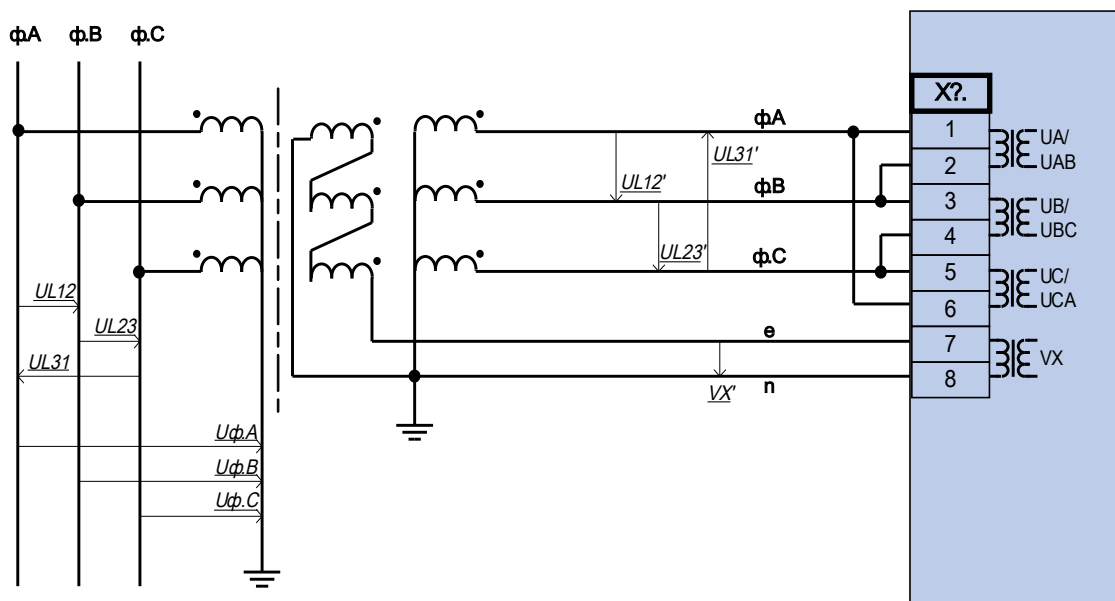 ф.А ф.В ф.С
Х?.
1
2
3
4
5
6
7
8
UA/
UAB
UB/
UBC
UC/
UCA
VX
ф.А
UL31'
UL12'
ф.В
UL23'
ф.С
UL12
UL23
UL31
e
n
VX'
Uф.А
Uф.В
Uф.С